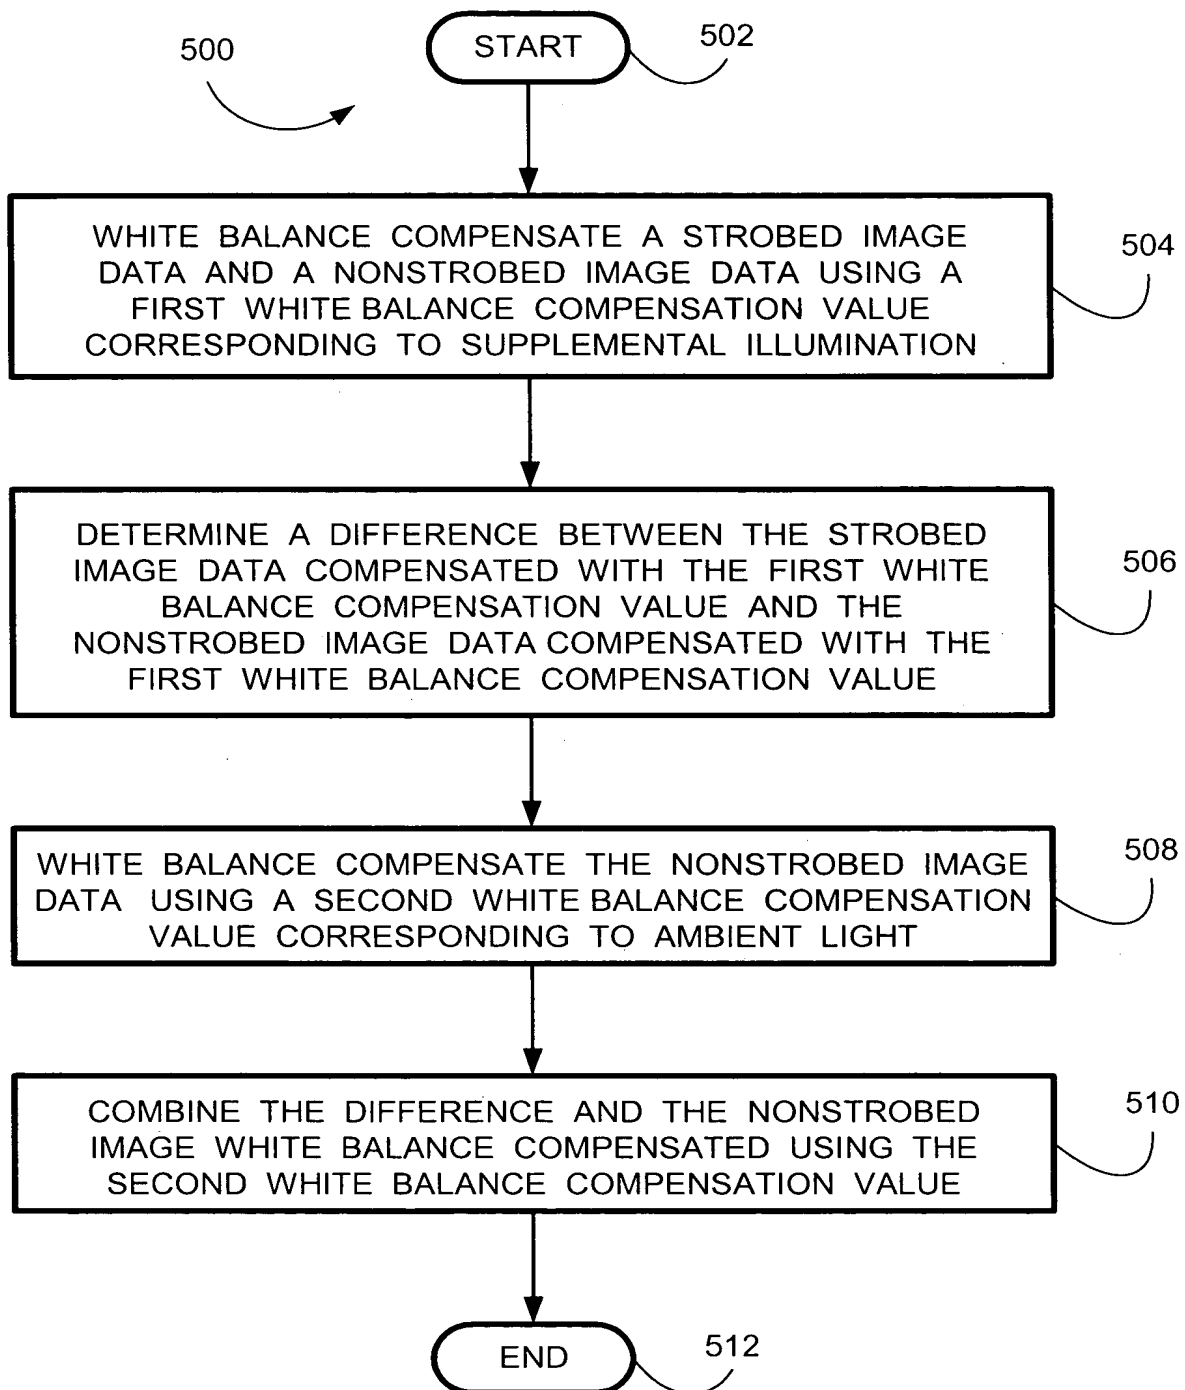 500
START
502
WHITE BALANCE COMPENSATE A STROBED IMAGE
DATA AND A NONSTROBED IMAGE DATA USING A
FIRST WHITE BALANCE COMPENSATION VALUE
CORRESPONDING TO SUPPLEMENTAL ILLUMINATION
504
DETERMINE A DIFFERENCE BETWEEN THE STROBED
IMAGE DATA COMPENSATED WITH THE FIRST WHITE
BALANCE COMPENSATION VALUE AND THE
NONSTROBED IMAGE DATA COMPENSATED WITH THE
FIRST WHITE BALANCE COMPENSATION VALUE
506
WHITE BALANCE COMPENSATE THE NONSTROBED IMAGE
DATA USING A SECOND WHITE BALANCE COMPENSATION
VALUE CORRESPONDING TO AMBIENT LIGHT
508
COMBINE THE DIFFERENCE AND THE NONSTROBED
IMAGE WHITE BALANCE COMPENSATED USING THE
SECOND WHITE BALANCE COMPENSATION VALUE
510
END
512